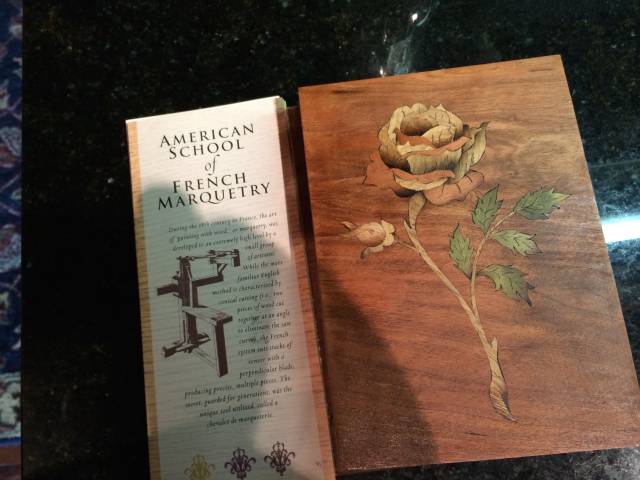 AMERICAN
SCHOOL
of
FRENCH
MARQUETRY
During the 18th century in France, the art
of "painting with wood," or marquetry, was
developed to an extremely high level by a
small group
of artisans.
While the more
familiar English
method is characterized by
conical cutting (i.e., two
pieces of wood cut
together at an angle
to eliminate the saw
curve), the French
system cuts stacks of
veneer with a
perpendicular blade,
producing precise, multiple pieces. The
secret, guarded for generations, was the
unique tool utilized, called a
chevalet de marqueterie.